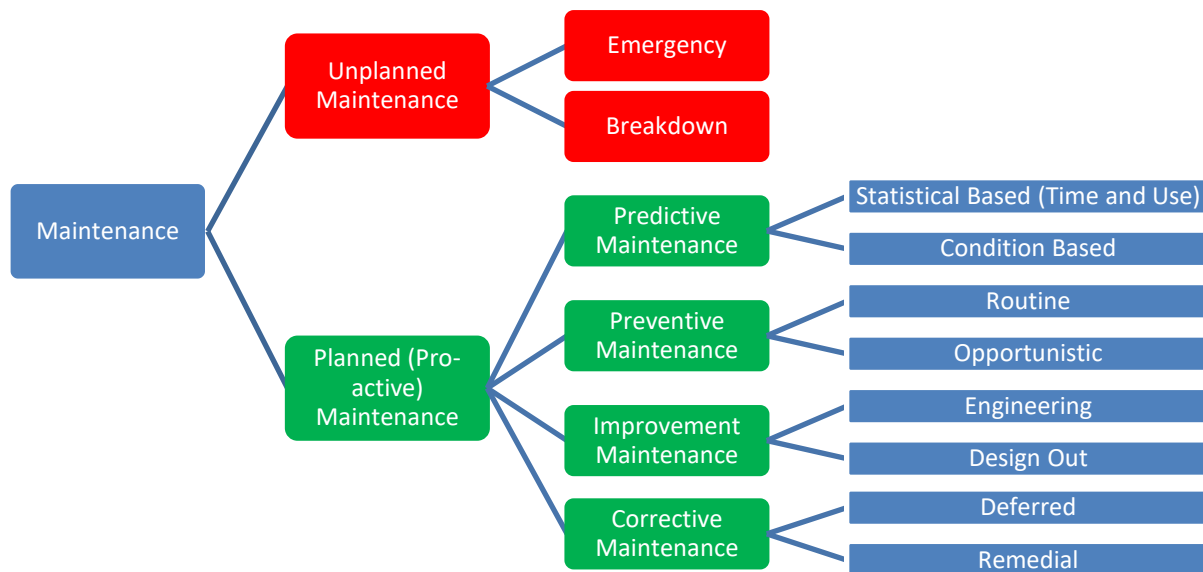 Maintenance
Unplanned
Maintenance
Emergency
Breakdown
Planned (Pro-
active)
Maintenance
Predictive
Maintenance
Statistical Based (Time and Use)
Condition Based
Preventive
Maintenance
Routine
Opportunistic
Improvement
Maintenance
Engineering
Design Out
Corrective
Maintenance
Deferred
Remedial